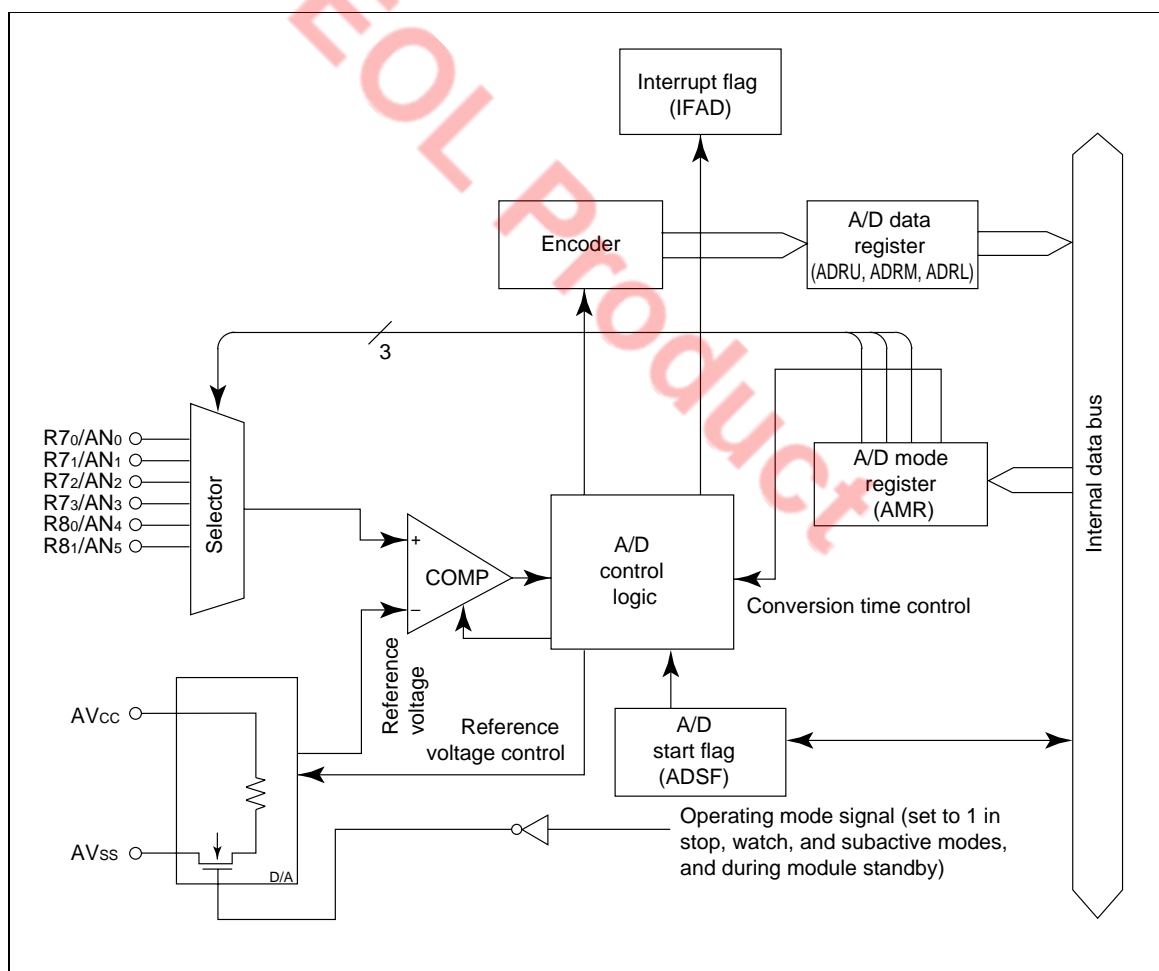 EOL Product
Interrupt flag
(IFAD)
Encoder
A/D data
register
(ADRU, ADRM, ADRL)
3
R70/AN0
R71/AN1
R72/AN2
R73/AN3
R80/AN4
R81/AN5
Selector
+
COMP
−
A/D
control
logic
A/D mode
register
(AMR)
Internal data bus
Conversion time control
Reference
voltage
AVCC
Reference
voltage control
A/D
start flag
(ADSF)
AVSS
D/A
Operating mode signal (set to 1 in
stop, watch, and subactive modes,
and during module standby)